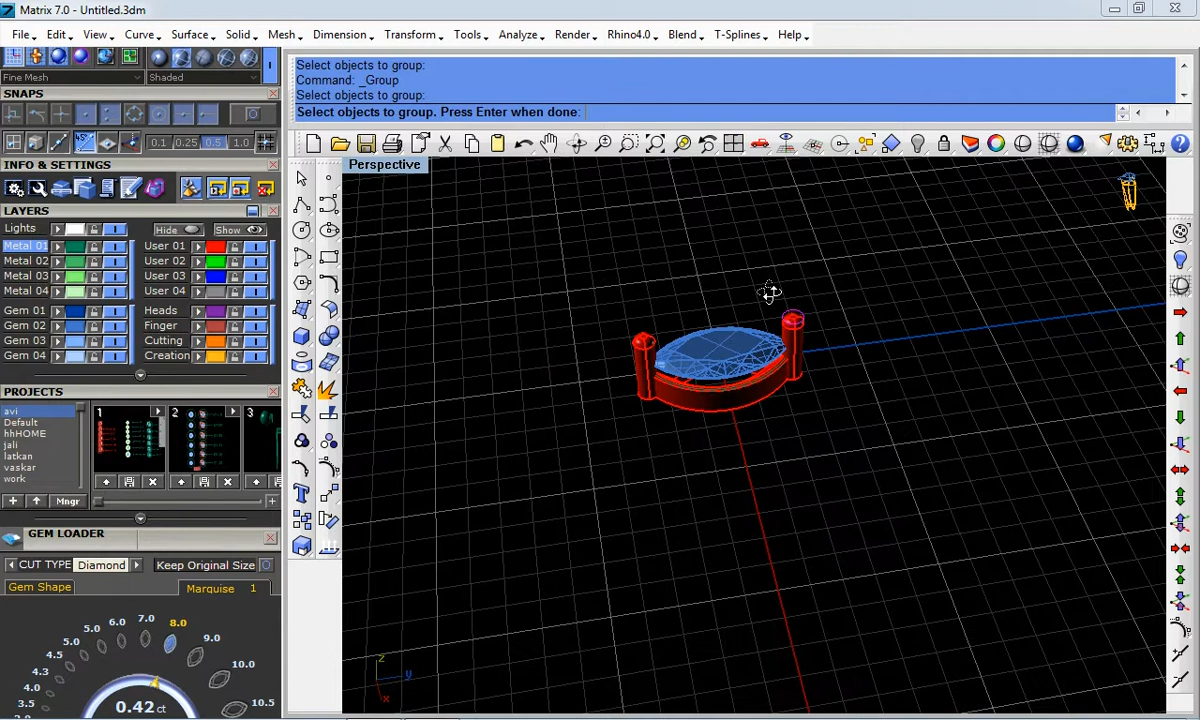 Matrix 7.0 - Untitled.3dm
File Edit View Curve Surface Solid Mesh Dimension Transform Tools Analyze Render Rhino4.0 Blend T-Splines Help
Select objects to group:
Command: _Group
Select objects to group:
Select objects to group. Press Enter when done:
Fine Mesh Shaded
SNAPS
45° 0.1 0.25 0.5 1.0
INFO & SETTINGS
LAYERS
Lights Hide Show
Metal 01 User 01
Metal 02 User 02
Metal 03 User 03
Metal 04 User 04
Gem 01 Heads
Gem 02 Finger
Gem 03 Cutting
Gem 04 Creation
PROJECTS
avi
Default
hhHOME
jali
latkan
vaskar
work
1 2 3
Mngr
GEM LOADER
CUT TYPE Diamond Keep Original Size
Gem Shape Marquise 1
8.0
7.0
6.0
5.0 9.0
5.0
4.3 10.0
4.0
3.5 10.5
0.42 ct
Perspective
z
y
x